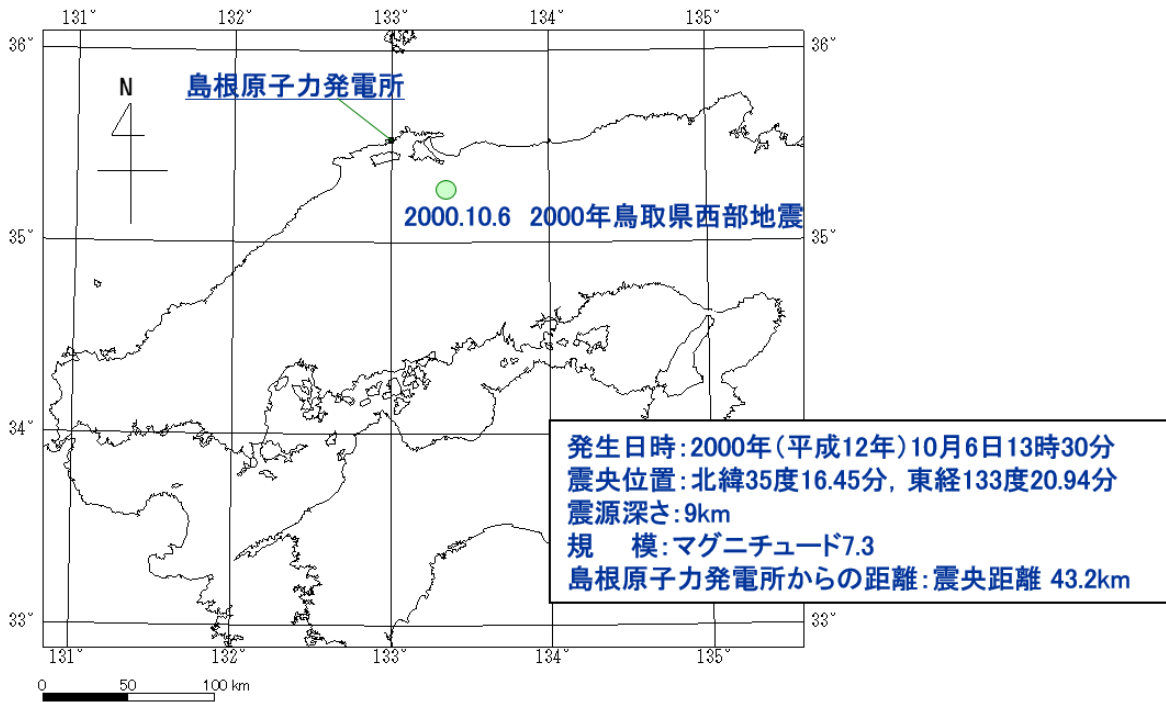 131° 132° 133° 134° 135°
36° 36°
島根原子力発電所
N
2000.10.6 2000年鳥取県西部地震
35° 35°
34°
発生日時:2000年(平成12年)10月6日13時30分
震央位置:北緯35度16.45分, 東経133度20.94分
震源深さ:9km
規 模:マグニチュード7.3
島根原子力発電所からの距離:震央距離 43.2km
33° 33°
131° 132° 133° 134° 135°
0 50 100 km